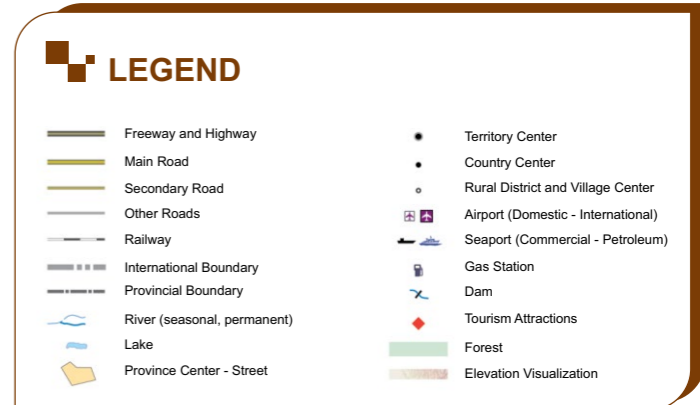 LEGEND
Freeway and Highway
Main Road
Secondary Road
Other Roads
Railway
International Boundary
Provincial Boundary
River (seasonal, permanent)
Lake
Province Center - Street
Territory Center
Country Center
Rural District and Village Center
Airport (Domestic - International)
Seaport (Commercial - Petroleum)
Gas Station
Dam
Tourism Attractions
Forest
Elevation Visualization